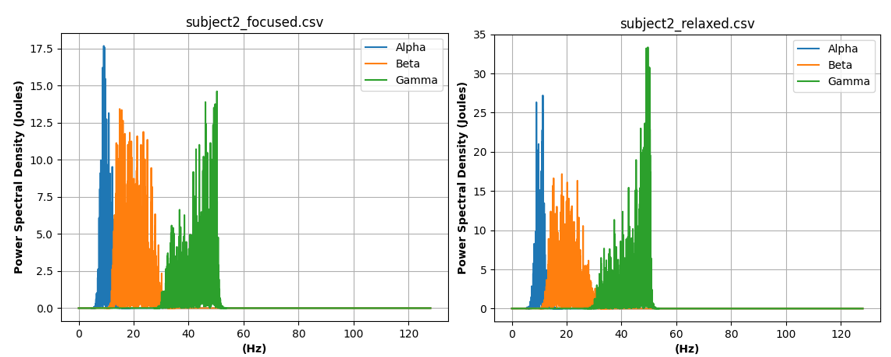 subject2_focused.csv
Power Spectral Density (Joules)
17.5
15.0
12.5
10.0
7.5
5.0
2.5
0.0
Alpha
Beta
Gamma
0 20 40 60 80 100 120
(Hz)
subject2_relaxed.csv
Power Spectral Density (Joules)
35
30
25
20
15
10
5
0
Alpha
Beta
Gamma
0 20 40 60 80 100 120
(Hz)